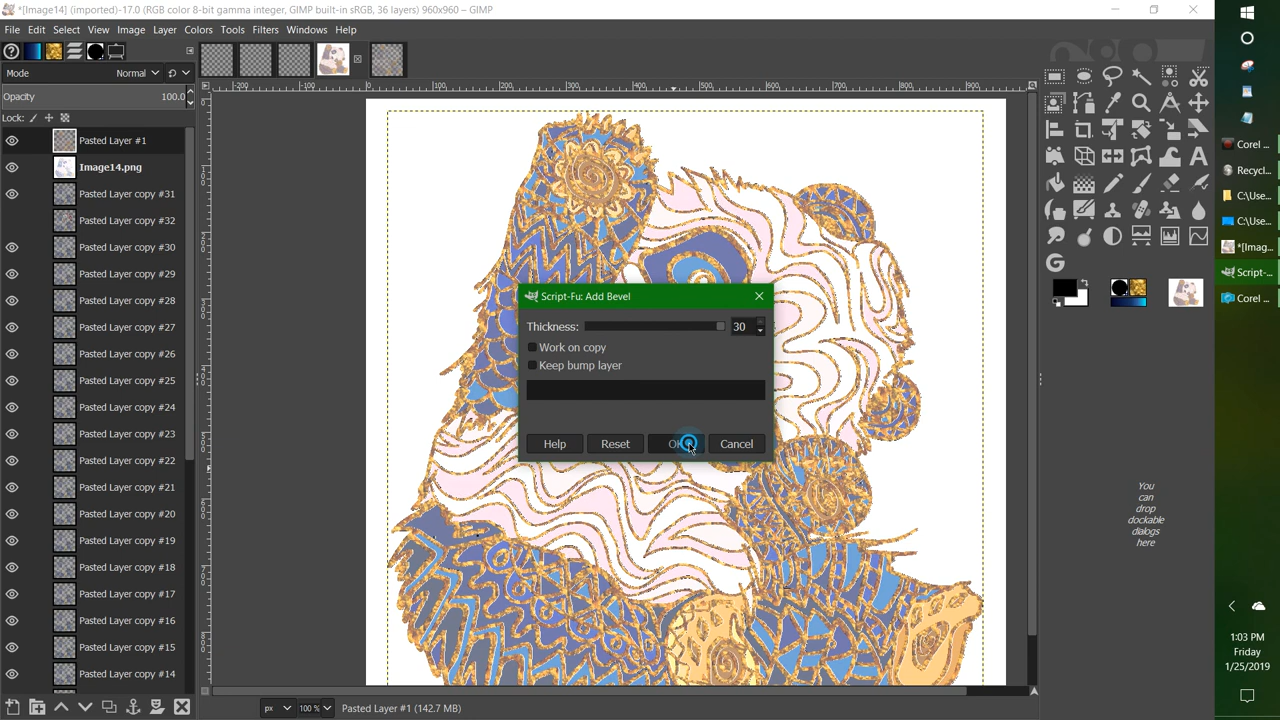 *[Image14] (imported)-17.0 (RGB color 8-bit gamma integer, GIMP built-in sRGB, 36 layers) 960x960 – GIMP
File Edit Select View Image Layer Colors Tools Filters Windows Help
Mode Normal
Opacity 100.0
Lock:
Pasted Layer #1
Image14.png
Pasted Layer copy #31
Pasted Layer copy #32
Pasted Layer copy #30
Pasted Layer copy #29
Pasted Layer copy #28
Pasted Layer copy #27
Pasted Layer copy #26
Pasted Layer copy #25
Pasted Layer copy #24
Pasted Layer copy #23
Pasted Layer copy #22
Pasted Layer copy #21
Pasted Layer copy #20
Pasted Layer copy #19
Pasted Layer copy #18
Pasted Layer copy #17
Pasted Layer copy #16
Pasted Layer copy #15
Pasted Layer copy #14
Script-Fu: Add Bevel
Thickness: 30
Work on copy
Keep bump layer
Help Reset OK Cancel
px 100 % Pasted Layer #1 (142.7 MB)
You
can
drop
dockable
dialogs
here
Corel ...
Recycl...
C:\Use...
C:\Use...
*[Imag...
Script-...
Corel ...
1:03 PM
Friday
1/25/2019